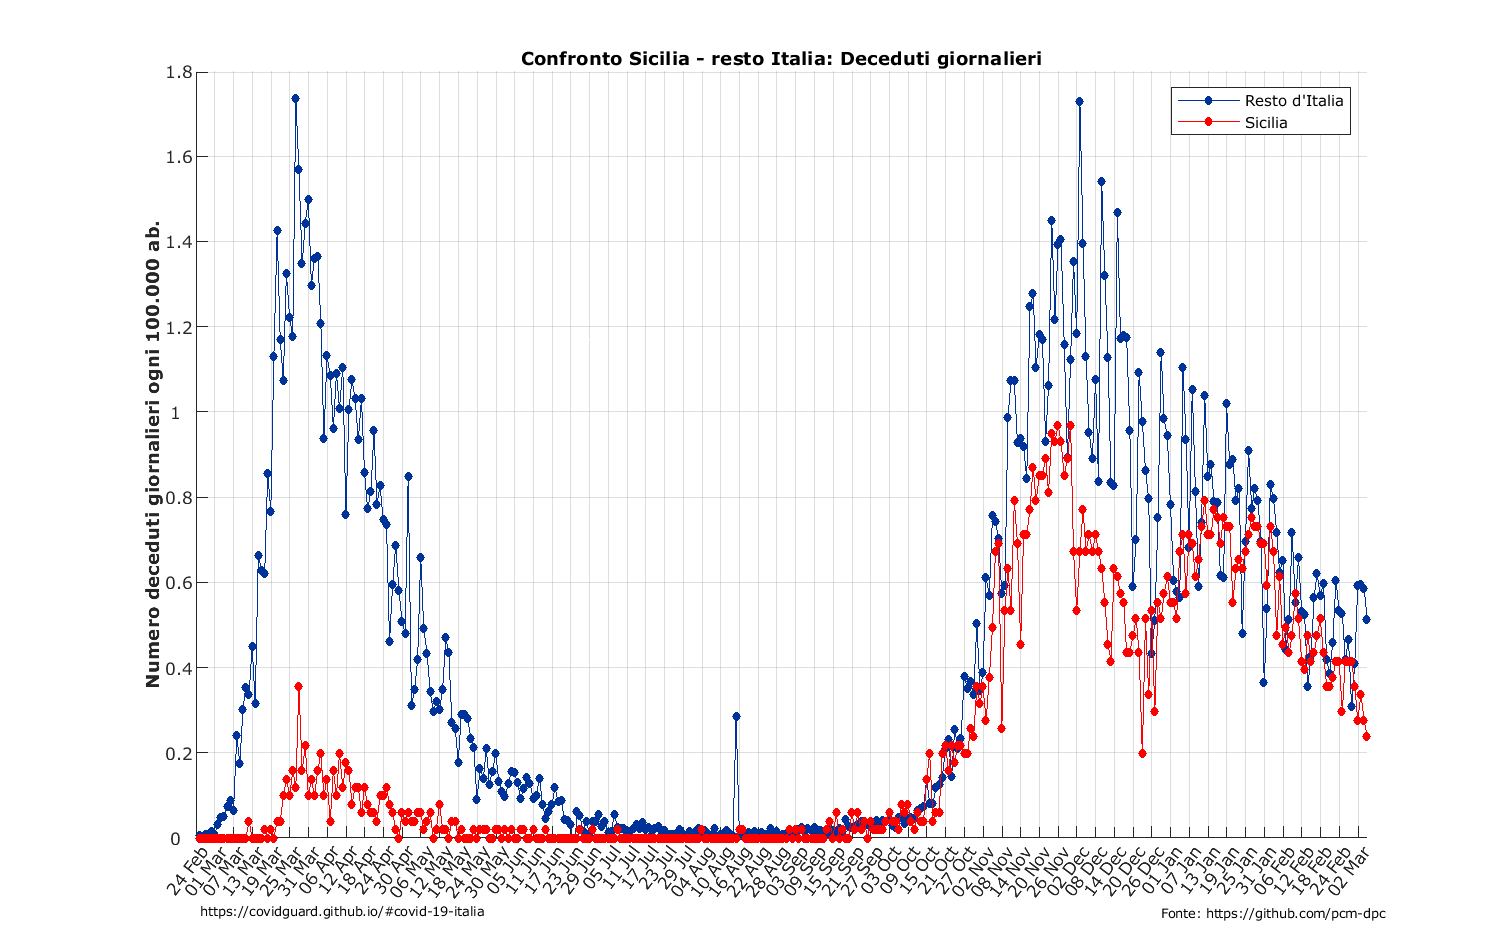 Confronto Sicilia - resto Italia: Deceduti giornalieri
Resto d'Italia
Sicilia
Numero deceduti giornalieri ogni 100.000 ab.
1.8
1.6
1.4
1.2
1
0.8
0.6
0.4
0.2
0
24 Feb
01 Mar
07 Mar
13 Mar
19 Mar
25 Mar
31 Mar
06 Apr
12 Apr
18 Apr
24 Apr
30 Apr
06 May
12 May
18 May
24 May
30 May
05 Jun
11 Jun
17 Jun
23 Jun
29 Jun
05 Jul
11 Jul
17 Jul
23 Jul
29 Jul
04 Aug
10 Aug
16 Aug
22 Aug
28 Aug
03 Sep
09 Sep
15 Sep
21 Sep
27 Sep
03 Oct
09 Oct
15 Oct
21 Oct
27 Oct
02 Nov
08 Nov
14 Nov
20 Nov
26 Nov
02 Dec
08 Dec
14 Dec
20 Dec
26 Dec
01 Jan
07 Jan
13 Jan
19 Jan
25 Jan
31 Jan
06 Feb
12 Feb
18 Feb
24 Feb
02 Mar
https://covidguard.github.io/#covid-19-italia
Fonte: https://github.com/pcm-dpc